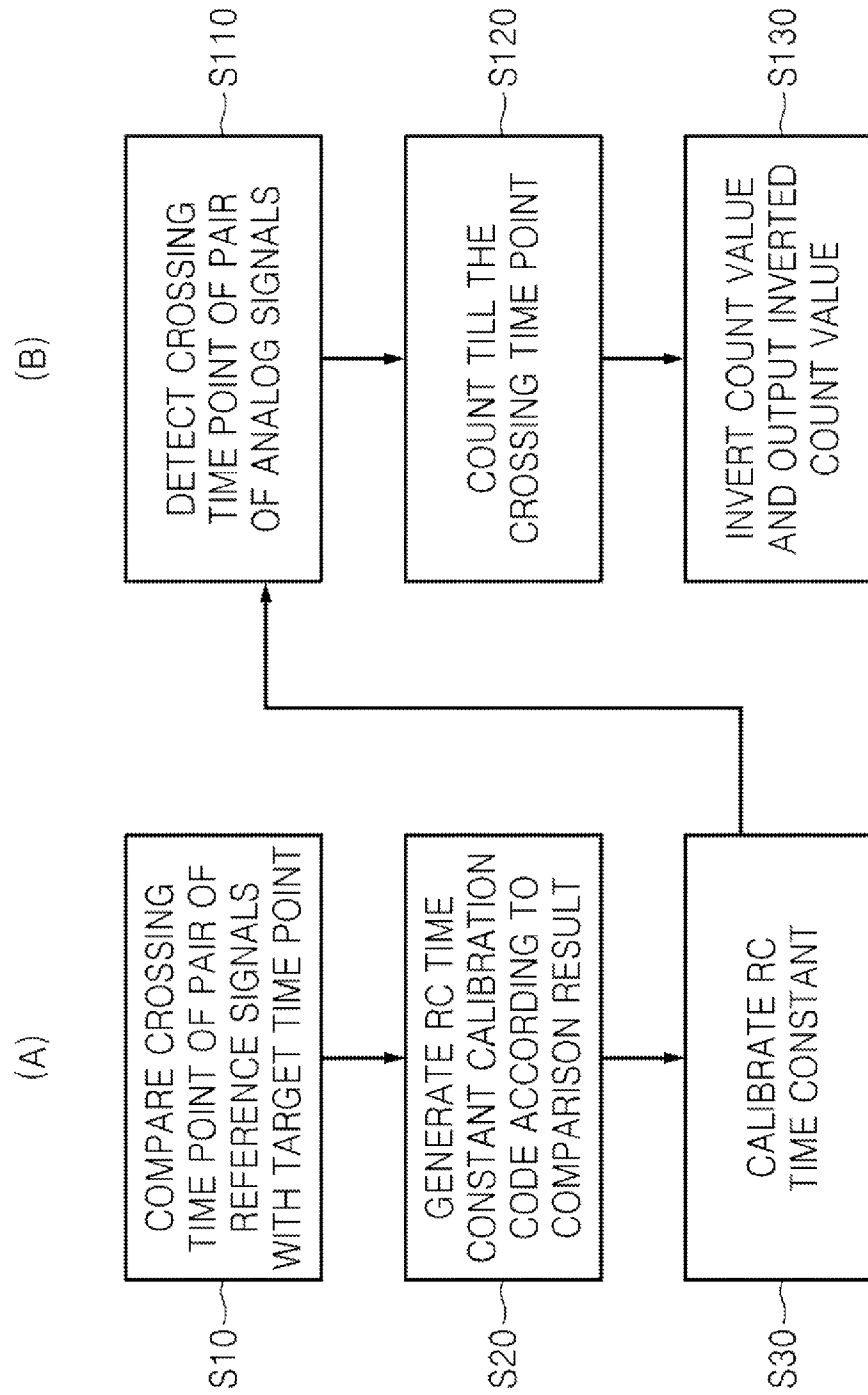 (A)
S10
COMPARE CROSSING
TIME POINT OF PAIR OF
REFERENCE SIGNALS
WITH TARGET TIME POINT
S20
GENERATE RC TIME
CONSTANT CALIBRATION
CODE ACCORDING TO
COMPARISON RESULT
S30
CALIBRATE RC
TIME CONSTANT
(B)
DETECT CROSSING
TIME POINT OF PAIR
OF ANALOG SIGNALS
S110
COUNT TILL THE
CROSSING TIME POINT
S120
INVERT COUNT VALUE
AND OUTPUT INVERTED
COUNT VALUE
S130